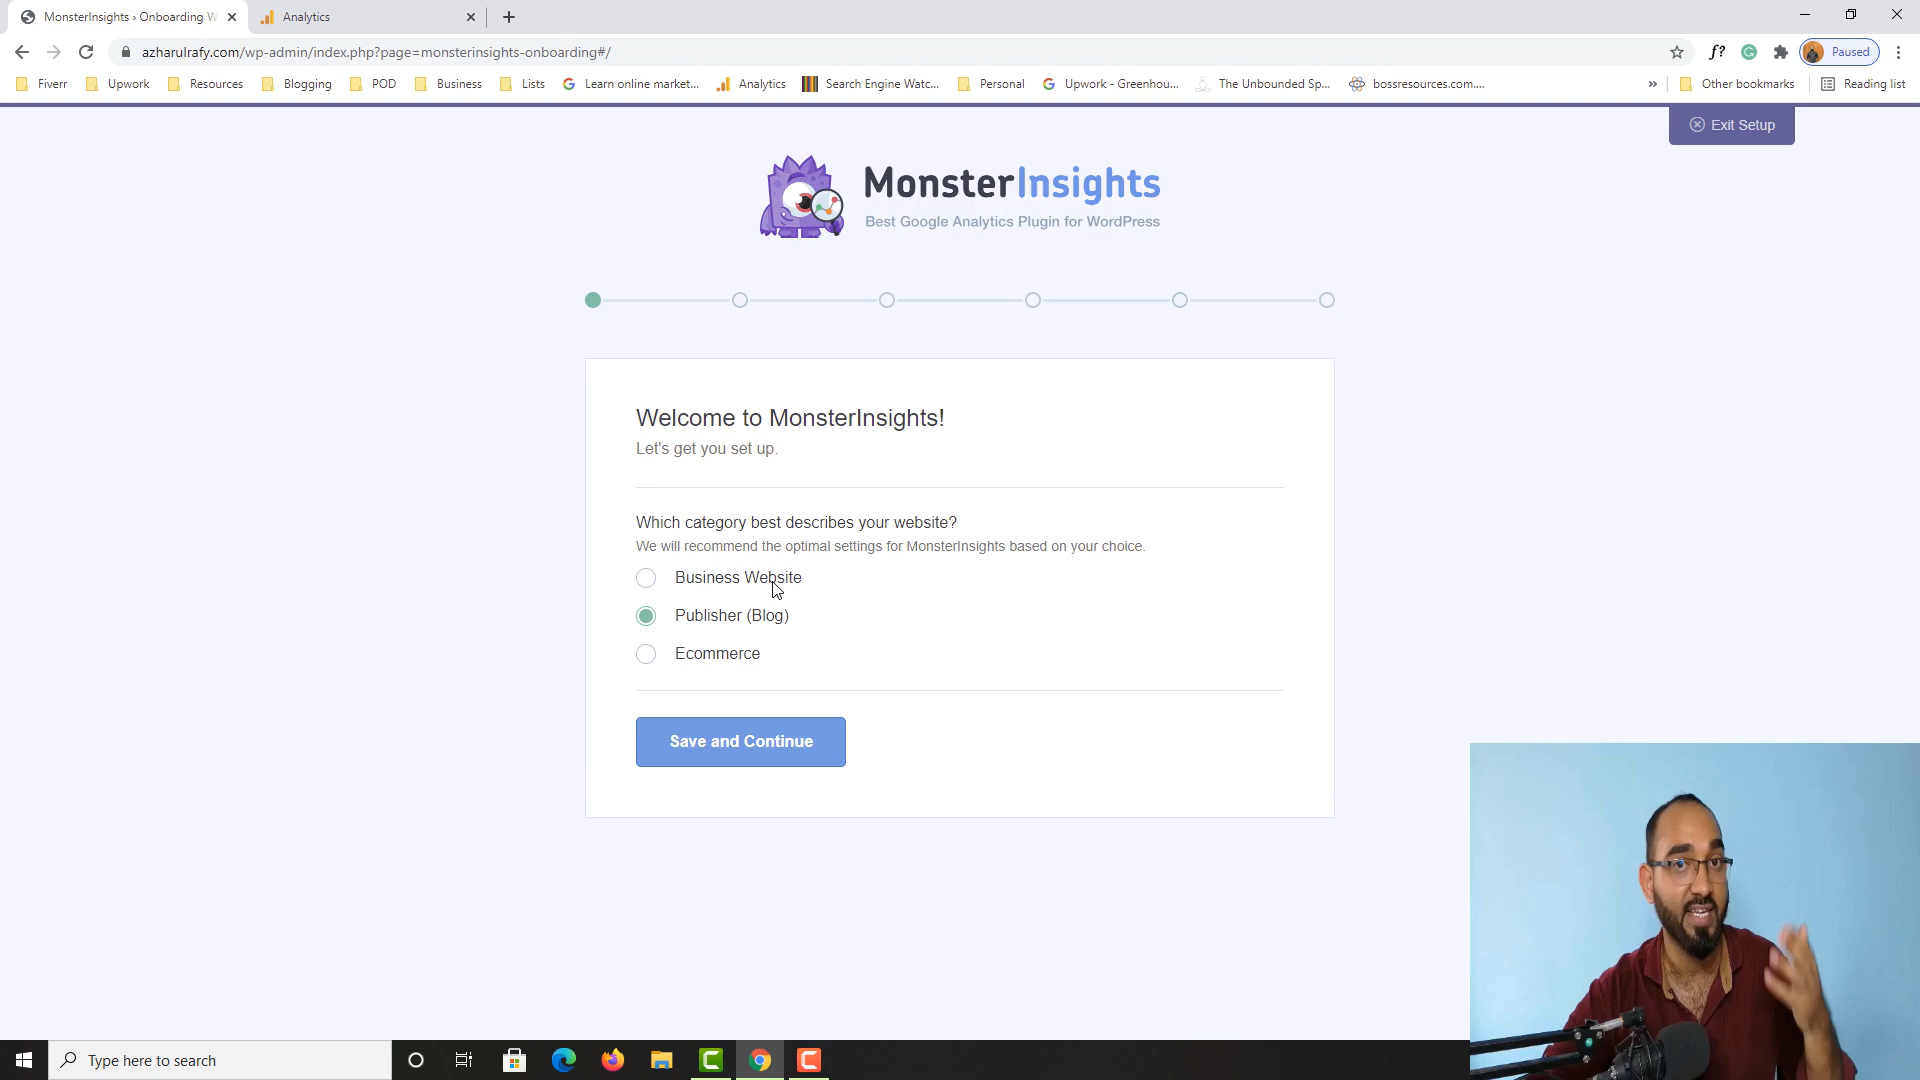 MonsterInsights › Onboarding W
Analytics
azharulrafy.com/wp-admin/index.php?page=monsterinsights-onboarding#/
f?
Paused
Fiverr
Upwork
Resources
Blogging
POD
Business
Lists
Learn online market...
Analytics
Search Engine Watc...
Personal
Upwork - Greenhou...
The Unbounded Sp...
bossresources.com....
»
Other bookmarks
Reading list
Exit Setup
MonsterInsights
Best Google Analytics Plugin for WordPress
Welcome to MonsterInsights!
Let's get you set up.
Which category best describes your website?
We will recommend the optimal settings for MonsterInsights based on your choice.
Business Website
Publisher (Blog)
Ecommerce
Save and Continue
Type here to search